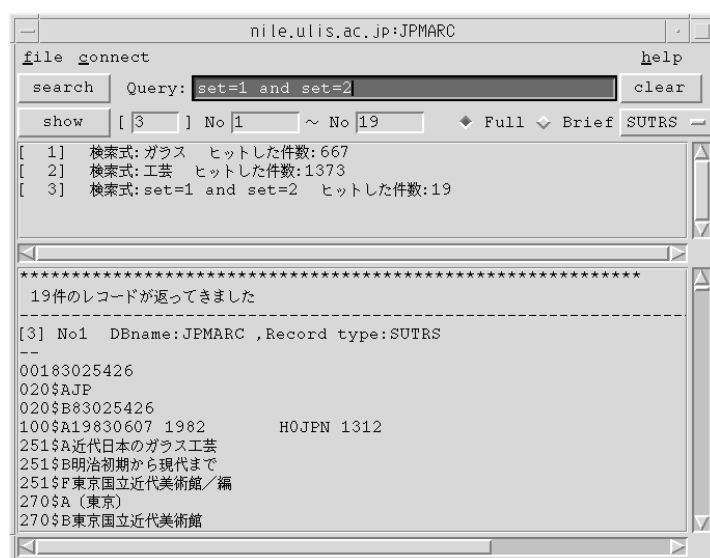 nile.ulis.ac.jp:JPMARC
file connect help
search Query: set=1 and set=2 clear
show [ 3 ] No 1 ~ No 19 Full Brief SUTRS
[ 1] 検索式:ガラス ヒットした件数:667
[ 2] 検索式:工芸 ヒットした件数:1373
[ 3] 検索式:set=1 and set=2 ヒットした件数:19
************************************************************
19件のレコードが返ってきました
------------------------------------------------------------
[3] No1 DBname:JPMARC ,Record type:SUTRS
--
00183025426
020$AJP
020$B83025426
100$A19830607 1982 H0JPN 1312
251$A近代日本のガラス工芸
251$B明治初期から現代まで
251$F東京国立近代美術館/編
270$A(東京)
270$B東京国立近代美術館